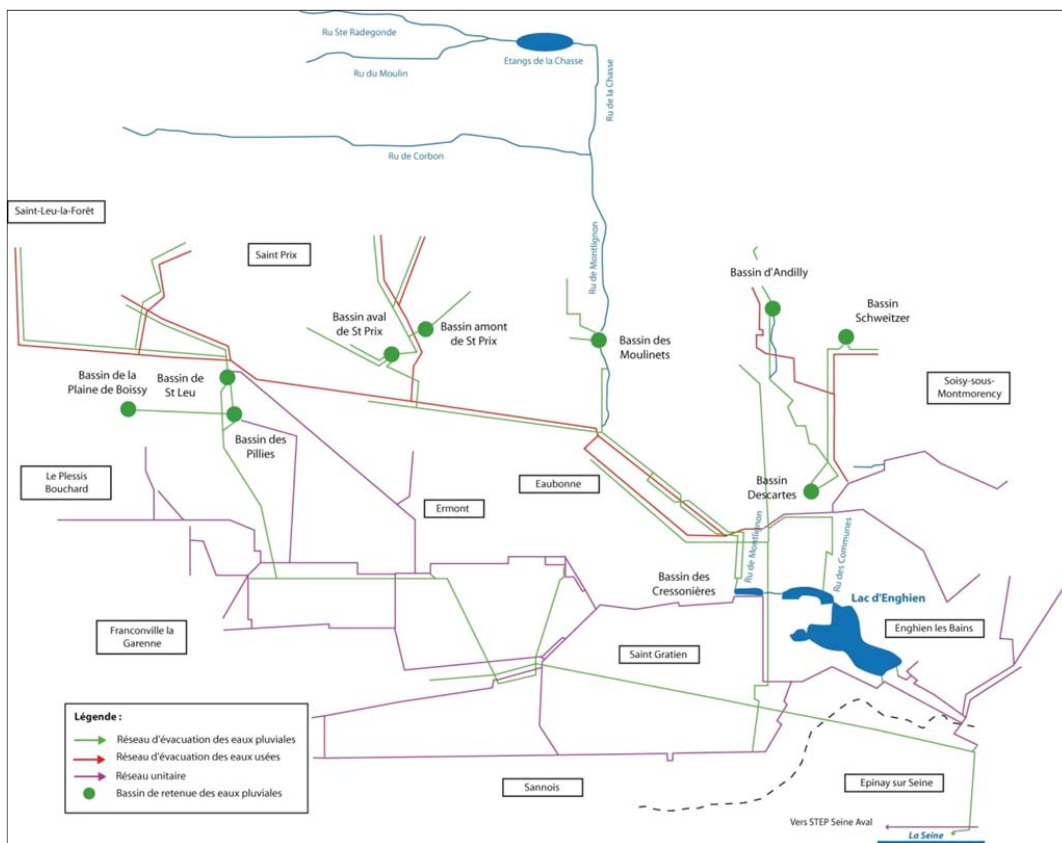 Ru Ste Radegonde
Etangs de la Chasse
Ru du Moulin
Ru de la Chasse
Ru de Corbon
Saint-Leu-la-Forêt
Saint Prix
Ru de Montlignon
Bassin d'Andilly
Bassin
Schweitzer
Bassin aval
de St Prix
Bassin amont
de St Prix
Bassin des
Moulinets
Bassin de la
Plaine de Boissy
Bassin de
St Leu
Soisy-sous-
Montmorency
Bassin des
Pillies
Le Plessis
Bouchard
Ermont
Eaubonne
Bassin
Descartes
Ru de Montlignon
Ru des Communes
Bassin des
Cressonières
Lac d'Enghien
Franconville la
Garenne
Saint Gratien
Enghien les Bains
Légende :
Réseau d'évacuation des eaux pluviales
Réseau d'évacuation des eaux usées
Réseau unitaire
Bassin de retenue des eaux pluviales
Sannois
Epinay sur Seine
Vers STEP Seine Aval
La Seine